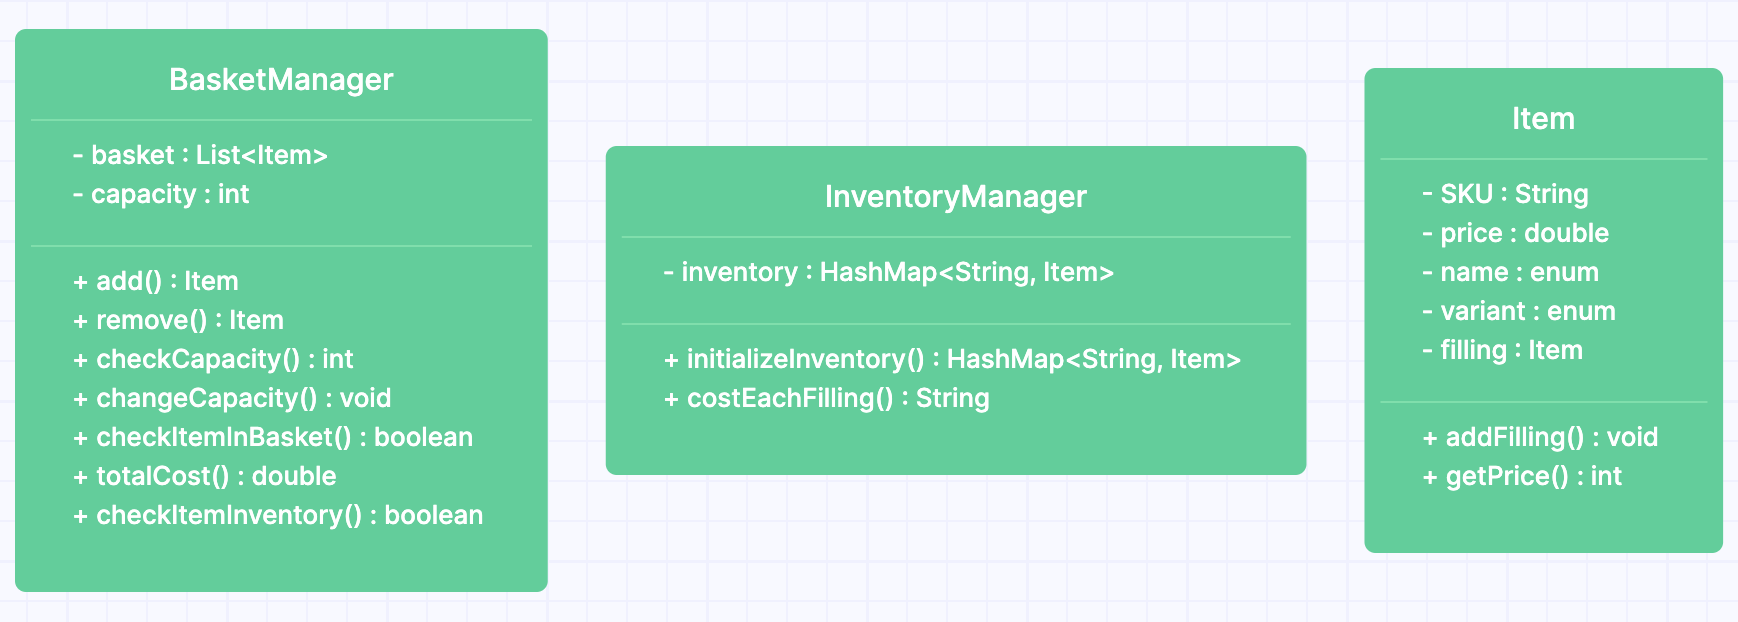 BasketManager
- basket : List<Item>
- capacity : int
+ add() : Item
+ remove() : Item
+ checkCapacity() : int
+ changeCapacity() : void
+ checkItemInBasket() : boolean
+ totalCost() : double
+ checkItemInventory() : boolean
InventoryManager
- inventory : HashMap<String, Item>
+ initializeInventory() : HashMap<String, Item>
+ costEachFilling() : String
Item
- SKU : String
- price : double
- name : enum
- variant : enum
- filling : Item
+ addFilling() : void
+ getPrice() : int